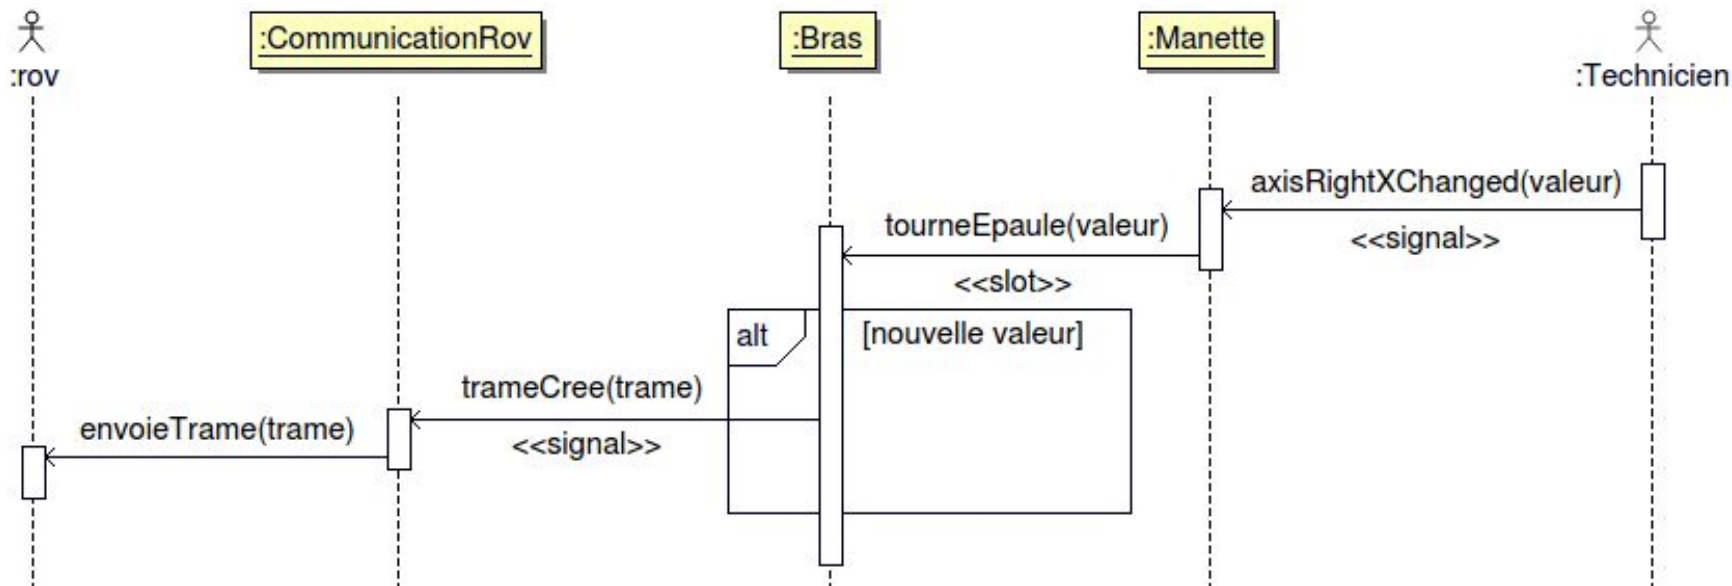 :rov
:CommunicationRov
:Bras
:Manette
:Technicien
axisRightXChanged(valeur)
<<signal>>
tourneEpaule(valeur)
<<slot>>
alt
[nouvelle valeur]
trameCree(trame)
<<signal>>
envoieTrame(trame)